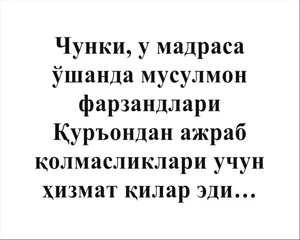 Чунки, у мадраса
ўшанда мусулмон
фарзандлари
Қуръондан ажраб
қолмасликлари учун
ҳизмат қилар эди…